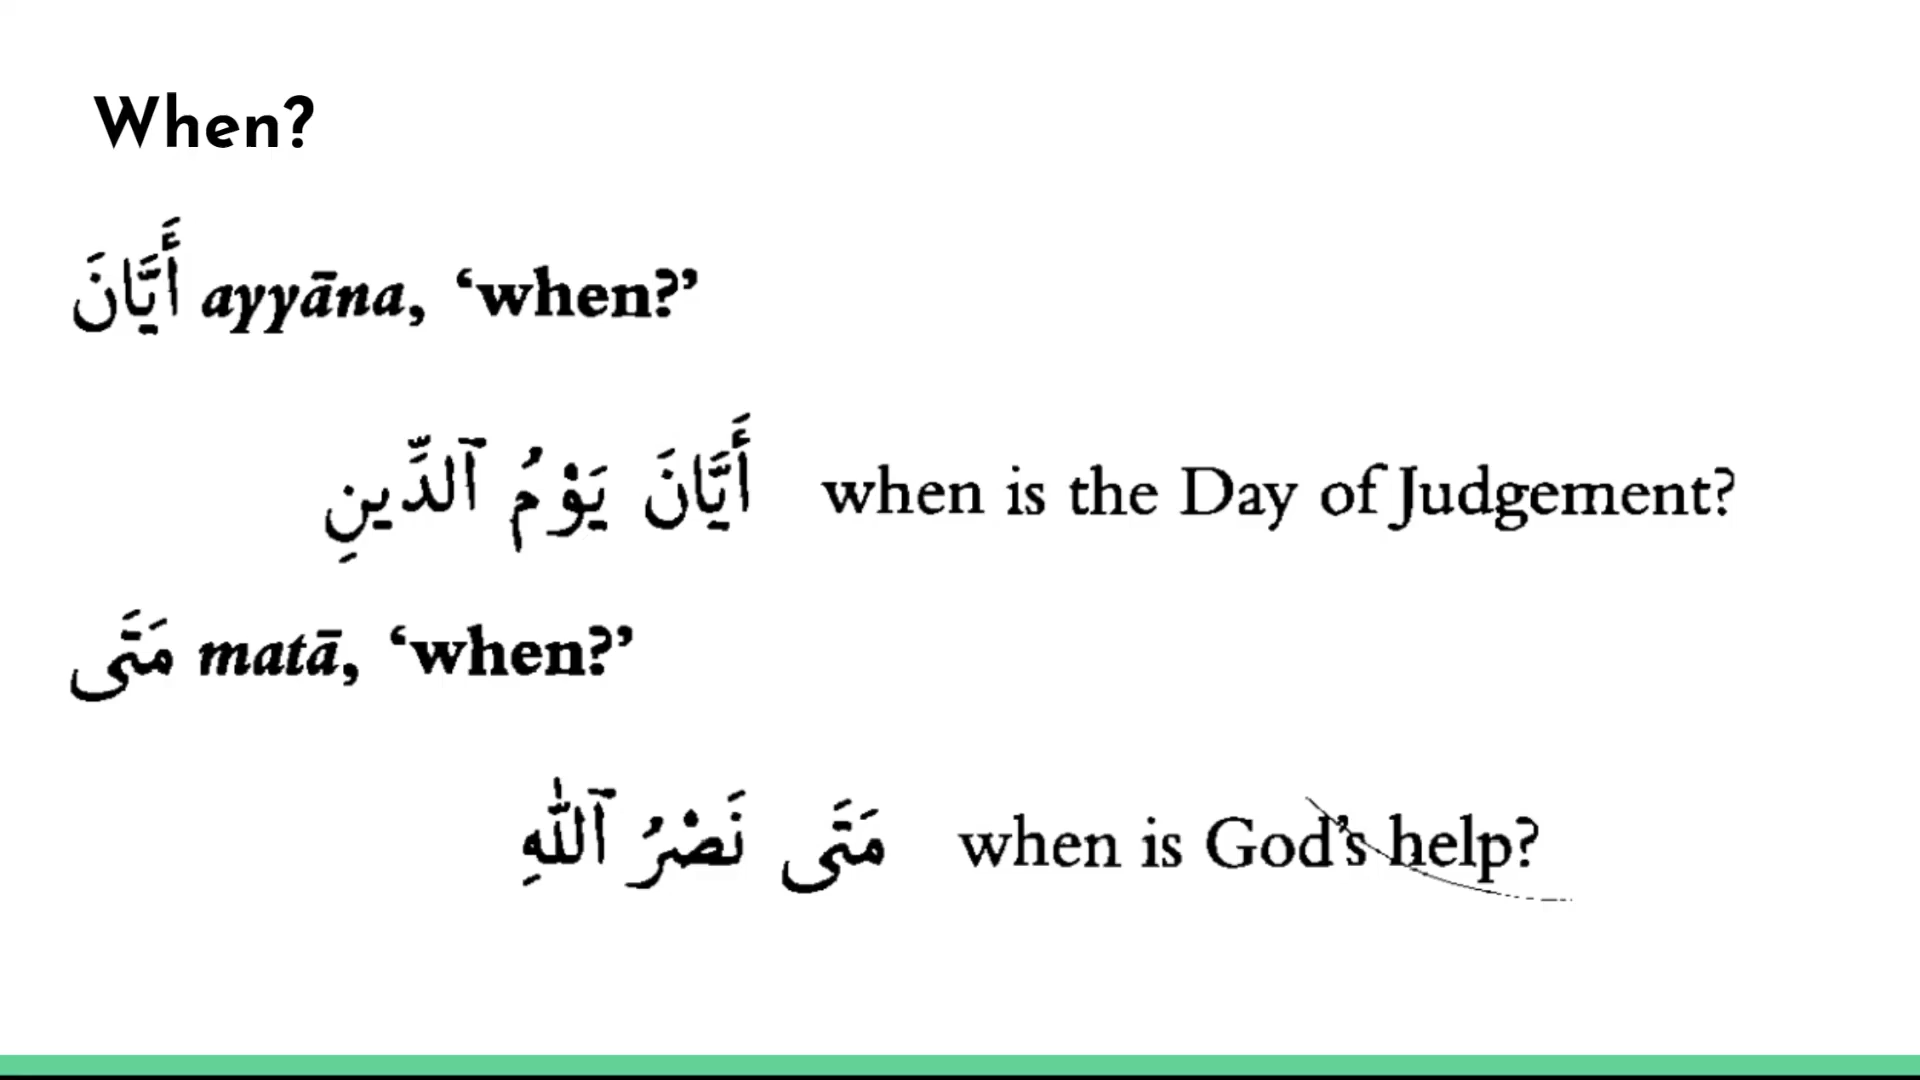 When?
أَيَّانَ ayyāna, ‘when?’
أَيَّانَ يَوْمُ ٱلدِّينِ when is the Day of Judgement?
مَتَى matā, ‘when?’
مَتَى نَصْرُ ٱللّٰهِ when is God’s help?